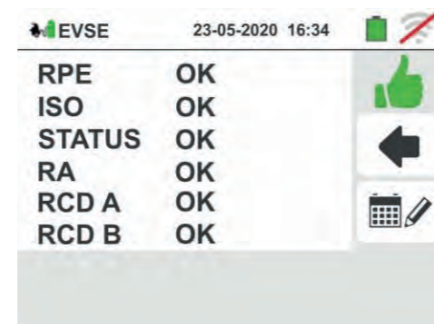 EVSE 23-05-2020 16:34
RPE OK
ISO OK
STATUS OK
RA OK
RCD A OK
RCD B OK